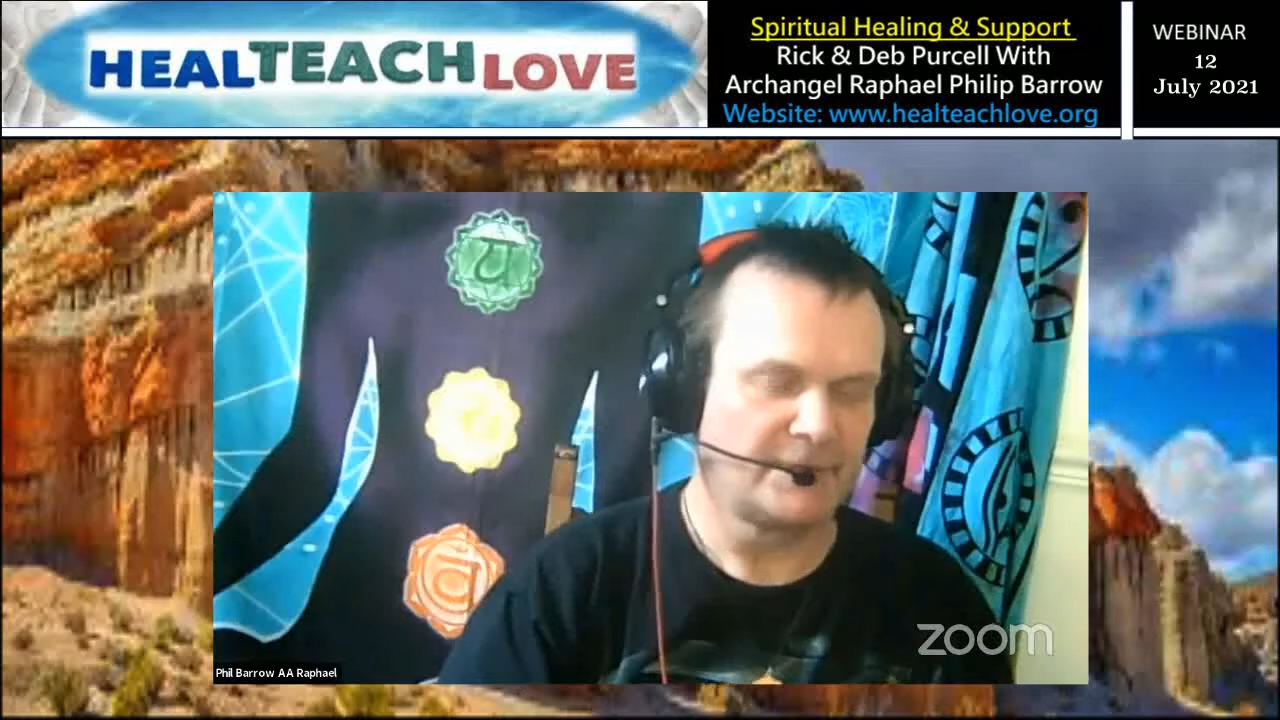 HEALTEACHLOVE
Spiritual Healing & Support
Rick & Deb Purcell With
Archangel Raphael Philip Barrow
Website: www.healteachlove.org
WEBINAR
12
July 2021
यं
वं
zoom
Phil Barrow AA Raphael